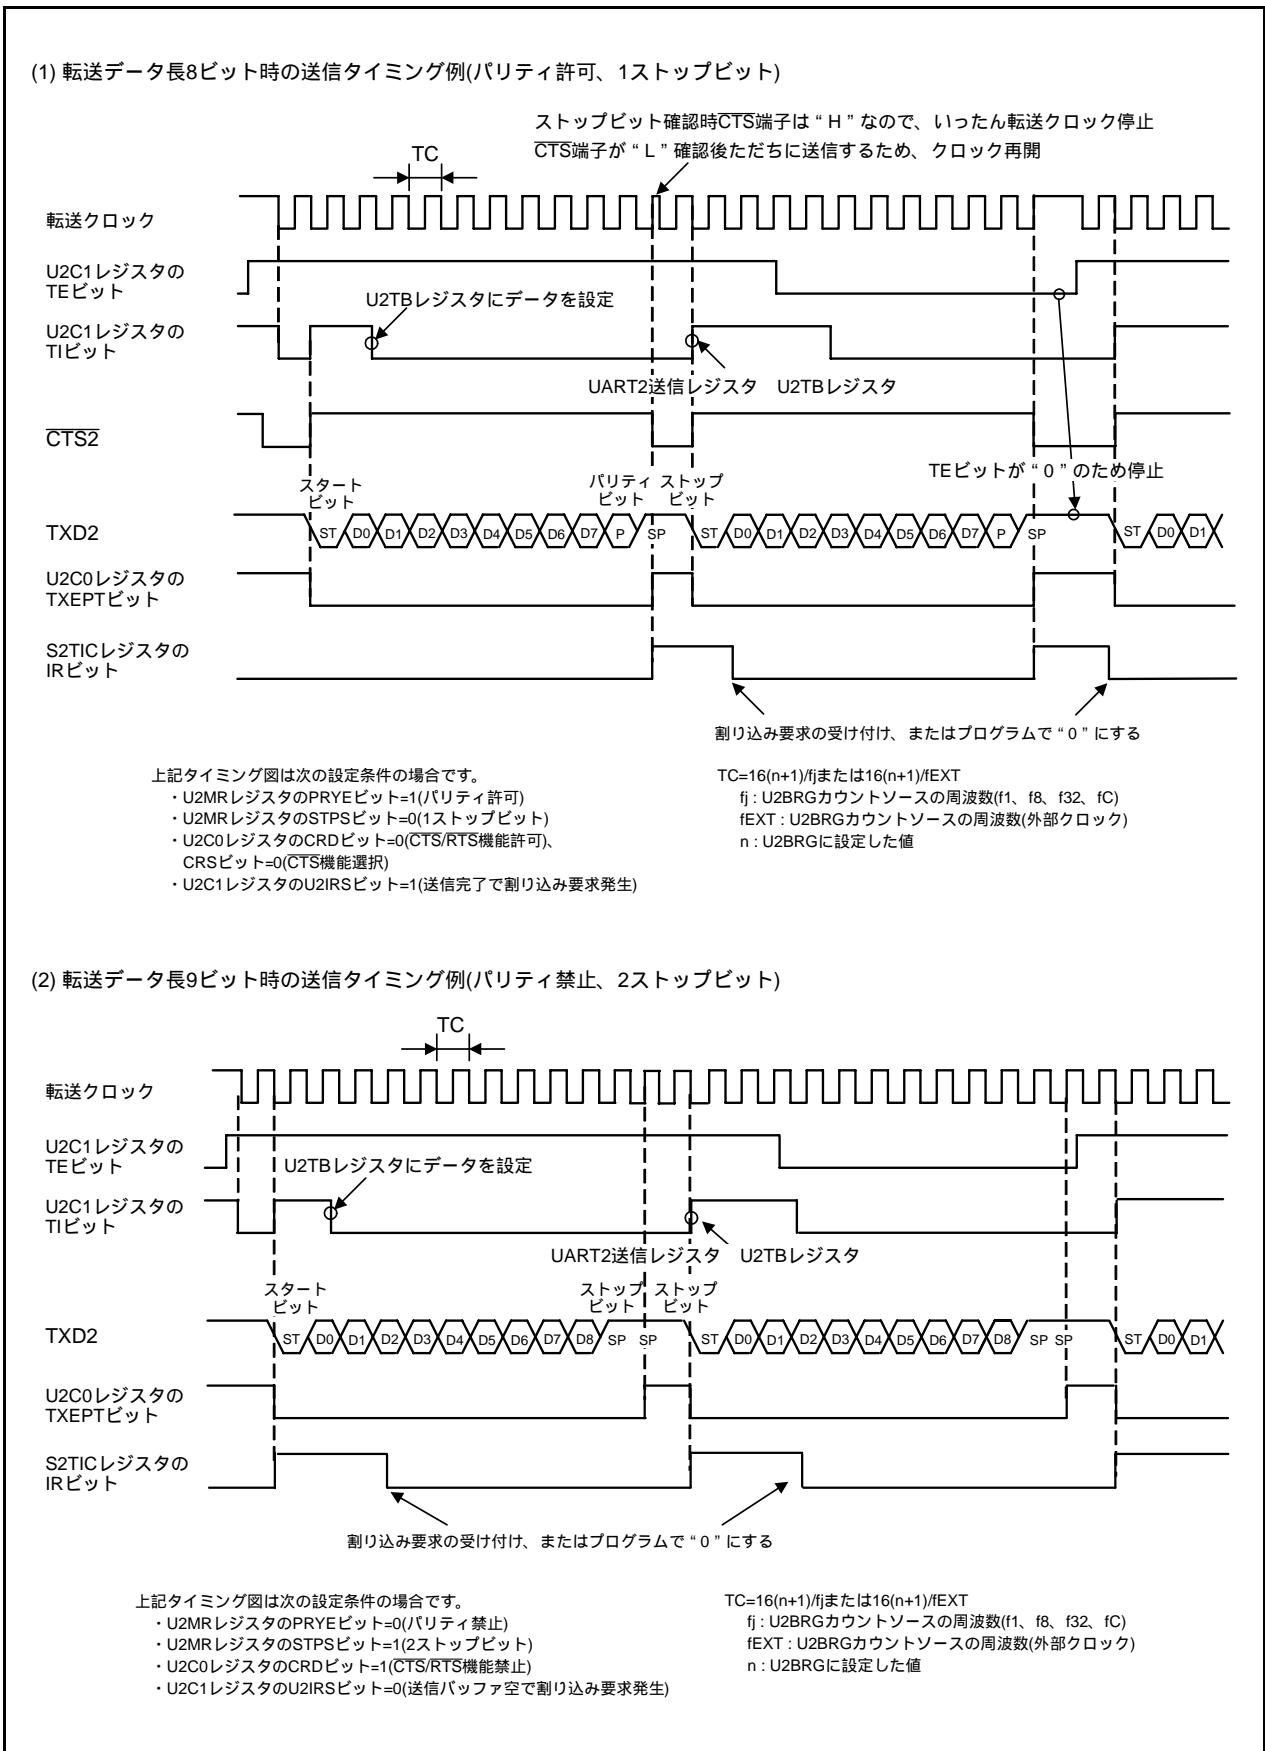 (1) 転送データ長8ビット時の送信タイミング例(パリティ許可、1ストップビット)
ストップビット確認時CTS端子は“H”なので、いったん転送クロック停止
CTS端子が“L”確認後ただちに送信するため、クロック再開
TC
転送クロック
U2C1レジスタの
TEビット
U2TBレジスタにデータを設定
U2C1レジスタの
TIビット
UART2送信レジスタ U2TBレジスタ
CTS2
TEビットが“0”のため停止
スタート
ビット
パリティ
ビット
ストップ
ビット
TXD2
ST D0 D1 D2 D3 D4 D5 D6 D7 P SP ST D0 D1 D2 D3 D4 D5 D6 D7 P SP ST D0 D1
U2C0レジスタの
TXEPTビット
S2TICレジスタの
IRビット
割り込み要求の受け付け、またはプログラムで“0”にする
上記タイミング図は次の設定条件の場合です。
・U2MRレジスタのPRYEビット=1(パリティ許可)
・U2MRレジスタのSTPSビット=0(1ストップビット)
・U2C0レジスタのCRDビット=0(CTS/RTS機能許可)、
CRSビット=0(CTS機能選択)
・U2C1レジスタのU2IRSビット=1(送信完了で割り込み要求発生)
TC=16(n+1)/fjまたは16(n+1)/fEXT
fj : U2BRGカウントソースの周波数(f1、f8、f32、fC)
fEXT : U2BRGカウントソースの周波数(外部クロック)
n : U2BRGに設定した値
(2) 転送データ長9ビット時の送信タイミング例(パリティ禁止、2ストップビット)
TC
転送クロック
U2C1レジスタの
TEビット
U2TBレジスタにデータを設定
U2C1レジスタの
TIビット
UART2送信レジスタ U2TBレジスタ
スタート
ビット
ストップ
ビット
ストップ
ビット
TXD2
ST D0 D1 D2 D3 D4 D5 D6 D7 D8 SP SP ST D0 D1 D2 D3 D4 D5 D6 D7 D8 SP SP ST D0 D1
U2C0レジスタの
TXEPTビット
S2TICレジスタの
IRビット
割り込み要求の受け付け、またはプログラムで“0”にする
上記タイミング図は次の設定条件の場合です。
・U2MRレジスタのPRYEビット=0(パリティ禁止)
・U2MRレジスタのSTPSビット=1(2ストップビット)
・U2C0レジスタのCRDビット=1(CTS/RTS機能禁止)
・U2C1レジスタのU2IRSビット=0(送信バッファ空で割り込み要求発生)
TC=16(n+1)/fjまたは16(n+1)/fEXT
fj : U2BRGカウントソースの周波数(f1、f8、f32、fC)
fEXT : U2BRGカウントソースの周波数(外部クロック)
n : U2BRGに設定した値